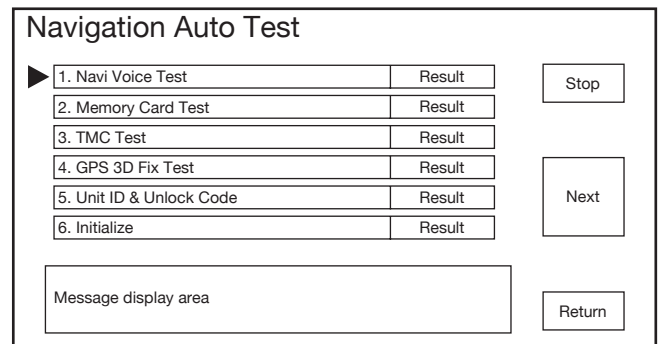 Navigation Auto Test
1. Navi Voice Test Result
Stop
2. Memory Card Test Result
3. TMC Test Result
4. GPS 3D Fix Test Result
5. Unit ID & Unlock Code Result
Next
6. Initialize Result
Message display area
Return